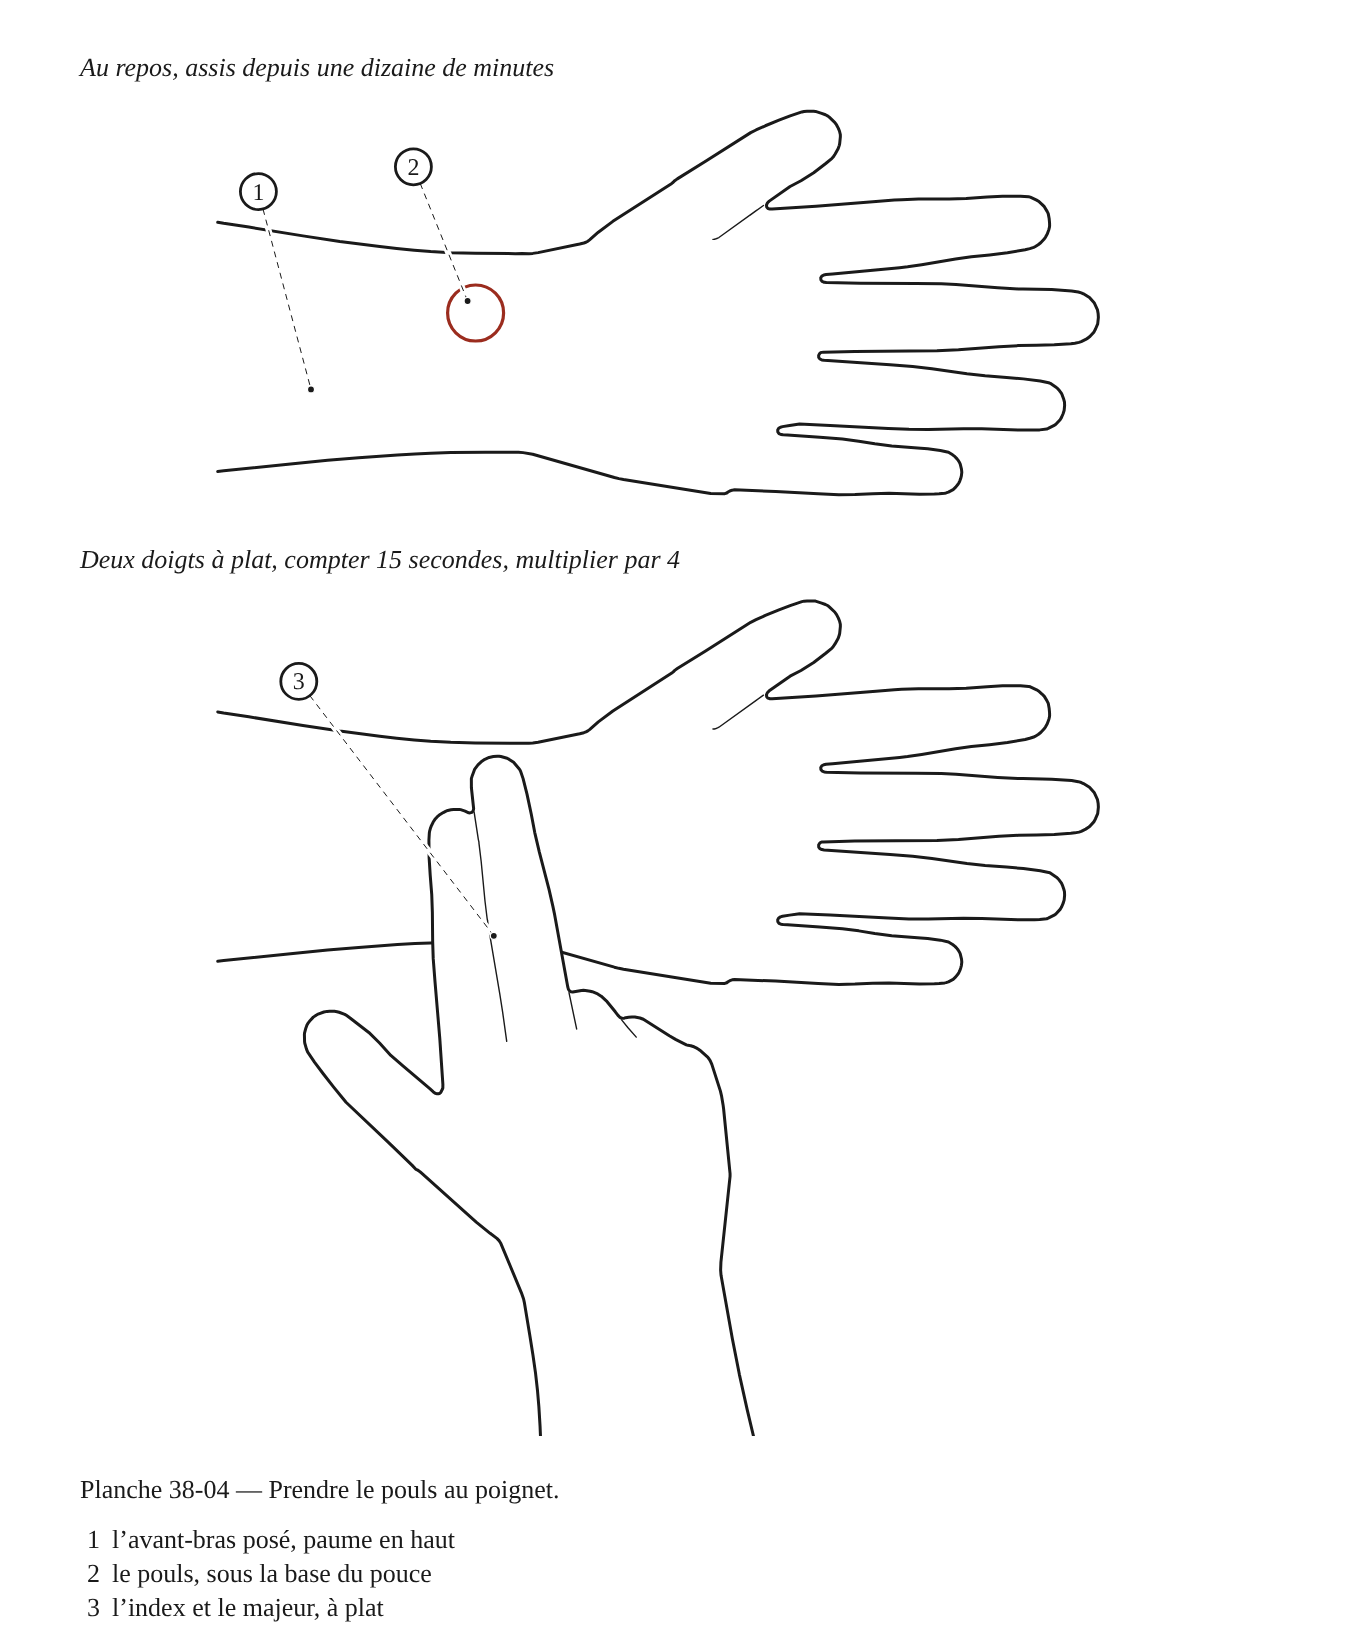 Au repos, assis depuis une dizaine de minutes
2
1
Deux doigts à plat, compter 15 secondes, multiplier par 4
3
Planche 38-04 — Prendre le pouls au poignet.
1 l’avant-bras posé, paume en haut
2 le pouls, sous la base du pouce
3 l’index et le majeur, à plat